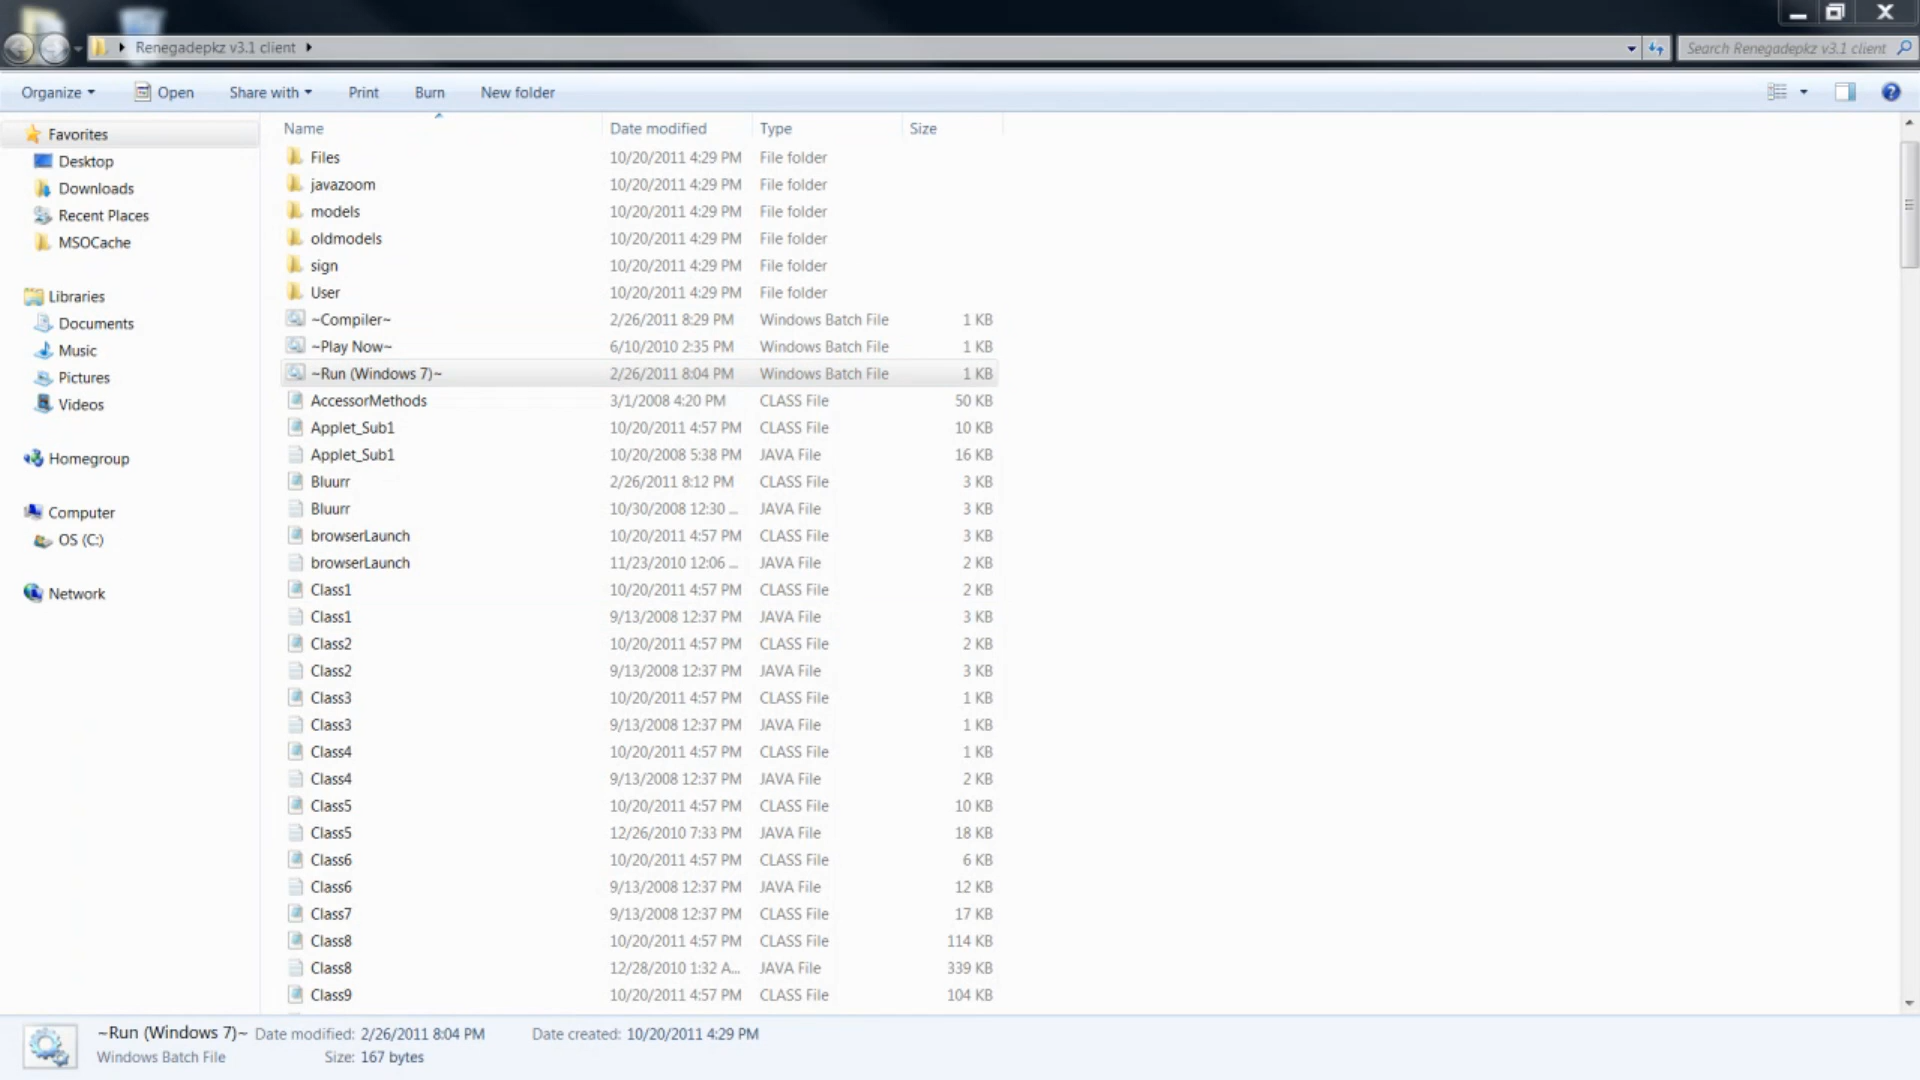 Renegadepkz v3.1 client
Search Renegadepkz v3.1 client
Organize Open Share with Print Burn New folder
Name Date modified Type Size
Favorites
Desktop
Downloads
Recent Places
MSOCache
Libraries
Documents
Music
Pictures
Videos
Homegroup
Computer
OS (C:)
Network
Files 10/20/2011 4:29 PM File folder
javazoom 10/20/2011 4:29 PM File folder
models 10/20/2011 4:29 PM File folder
oldmodels 10/20/2011 4:29 PM File folder
sign 10/20/2011 4:29 PM File folder
User 10/20/2011 4:29 PM File folder
~Compiler~ 2/26/2011 8:29 PM Windows Batch File 1 KB
~Play Now~ 6/10/2010 2:35 PM Windows Batch File 1 KB
~Run (Windows 7)~ 2/26/2011 8:04 PM Windows Batch File 1 KB
AccessorMethods 3/1/2008 4:20 PM CLASS File 50 KB
Applet_Sub1 10/20/2011 4:57 PM CLASS File 10 KB
Applet_Sub1 10/20/2008 5:38 PM JAVA File 16 KB
Bluurr 2/26/2011 8:12 PM CLASS File 3 KB
Bluurr 10/30/2008 12:30 ... JAVA File 3 KB
browserLaunch 10/20/2011 4:57 PM CLASS File 3 KB
browserLaunch 11/23/2010 12:06 ... JAVA File 2 KB
Class1 10/20/2011 4:57 PM CLASS File 2 KB
Class1 9/13/2008 12:37 PM JAVA File 3 KB
Class2 10/20/2011 4:57 PM CLASS File 2 KB
Class2 9/13/2008 12:37 PM JAVA File 3 KB
Class3 10/20/2011 4:57 PM CLASS File 1 KB
Class3 9/13/2008 12:37 PM JAVA File 1 KB
Class4 10/20/2011 4:57 PM CLASS File 1 KB
Class4 9/13/2008 12:37 PM JAVA File 2 KB
Class5 10/20/2011 4:57 PM CLASS File 10 KB
Class5 12/26/2010 7:33 PM JAVA File 18 KB
Class6 10/20/2011 4:57 PM CLASS File 6 KB
Class6 9/13/2008 12:37 PM JAVA File 12 KB
Class7 9/13/2008 12:37 PM CLASS File 17 KB
Class8 10/20/2011 4:57 PM CLASS File 114 KB
Class8 12/28/2010 1:32 A... JAVA File 339 KB
Class9 10/20/2011 4:57 PM CLASS File 104 KB
~Run (Windows 7)~ Date modified: 2/26/2011 8:04 PM Date created: 10/20/2011 4:29 PM
Windows Batch File Size: 167 bytes